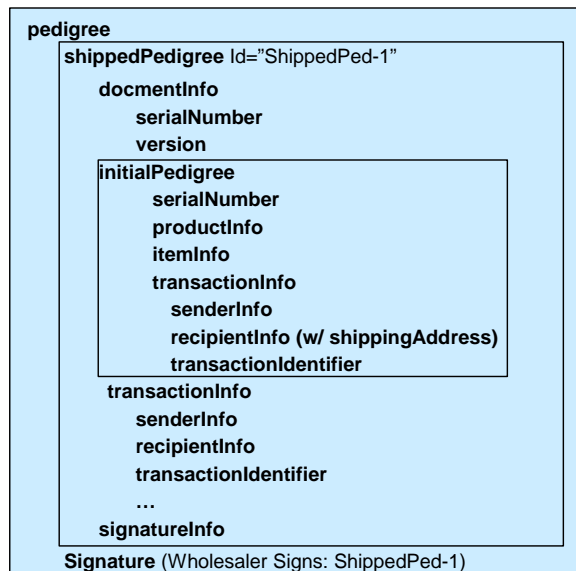 pedigree
shippedPedigree Id=”ShippedPed-1”
docmentInfo
serialNumber
version
initialPedigree
serialNumber
productInfo
itemInfo
transactionInfo
senderInfo
recipientInfo (w/ shippingAddress)
transactionIdentifier
transactionInfo
senderInfo
recipientInfo
transactionIdentifier
…
signatureInfo
Signature (Wholesaler Signs: ShippedPed-1)